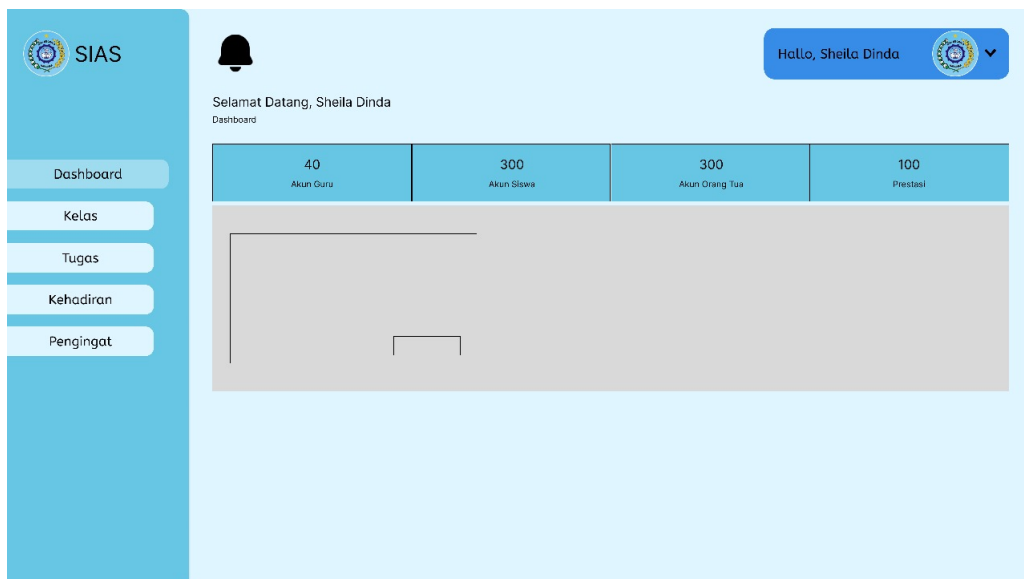 SIAS
Hallo, Sheila Dinda
Selamat Datang, Sheila Dinda
Dashboard
Dashboard
Kelas
Tugas
Kehadiran
Pengingat
40
Akun Guru
300
Akun Siswa
300
Akun Orang Tua
100
Prestasi